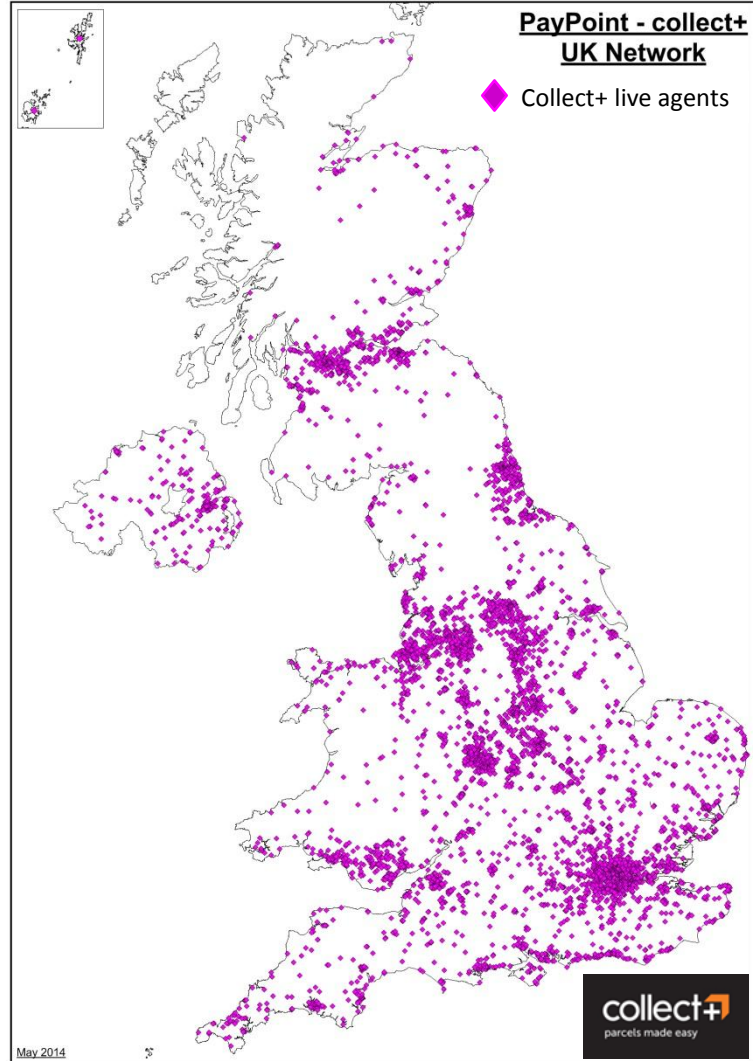 PayPoint - collect+
UK Network
Collect+ live agents
collect+
parcels made easy
May 2014